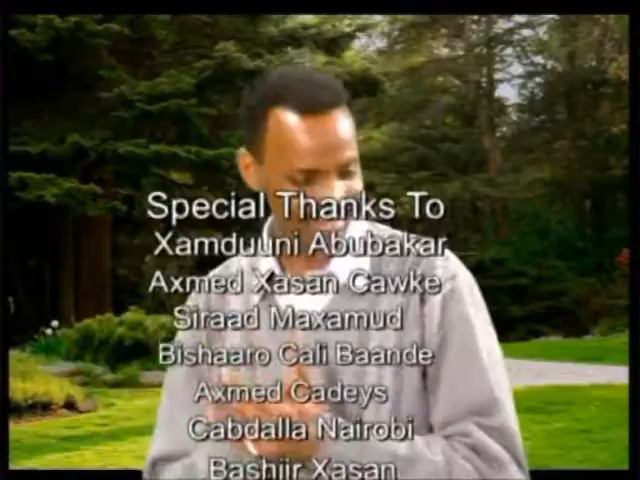 Special Thanks To
Xamduuni Abubakar
Axmed Xasan Cawke
Siraad Maxamud
Bishaaro Cali Baande
Axmed Cadeys
Cabdalla Nairobi
Bashiir Xasan